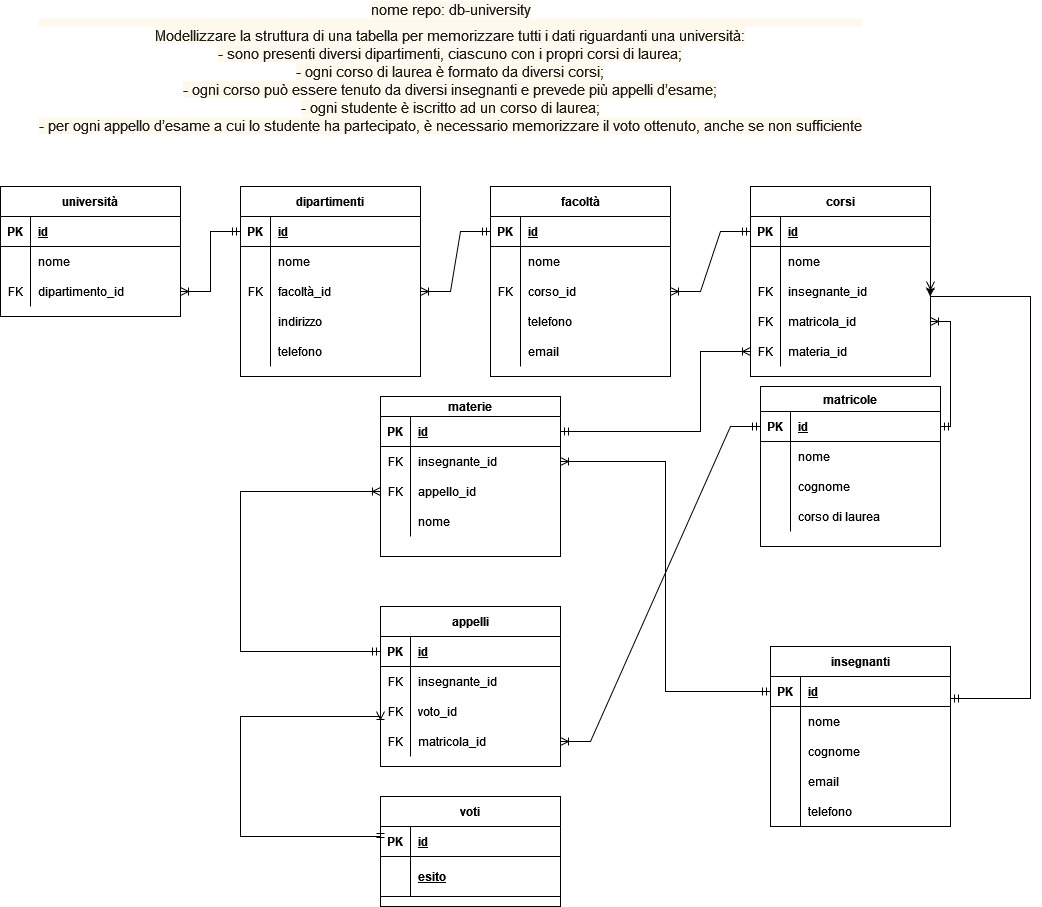 nome repo: db-university
Modellizzare la struttura di una tabella per memorizzare tutti i dati riguardanti una università:
- sono presenti diversi dipartimenti, ciascuno con i propri corsi di laurea;
- ogni corso di laurea è formato da diversi corsi;
- ogni corso può essere tenuto da diversi insegnanti e prevede più appelli d'esame;
- ogni studente è iscritto ad un corso di laurea;
- per ogni appello d'esame a cui lo studente ha partecipato, è necessario memorizzare il voto ottenuto, anche se non sufficiente
università
PK id
nome
FK dipartimento_id
dipartimenti
PK id
nome
FK facoltà_id
indirizzo
telefono
facoltà
PK id
nome
FK corso_id
telefono
email
corsi
PK id
nome
FK insegnante_id
FK matricola_id
FK materia_id
materie
PK id
FK insegnante_id
FK appello_id
nome
matricole
PK id
nome
cognome
corso di laurea
appelli
PK id
FK insegnante_id
FK voto_id
FK matricola_id
insegnanti
PK id
nome
cognome
email
telefono
voti
PK id
esito